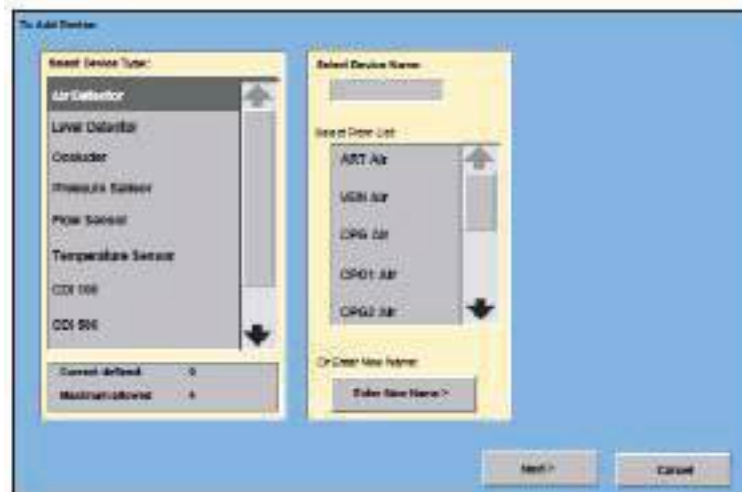 To Add Device:
Select Device Type:
Air Detector
Level Detector
Occluder
Pressure Sensor
Flow Sensor
Temperature Sensor
CDI 100
CDI 500
Current defined: 0
Maximum allowed:
Select Device Name:
Select From List:
ART Air
VEN Air
CPG Air
CPG1 Air
CPG2 Air
Or Enter New Name:
Enter New Name >
Next >
Cancel